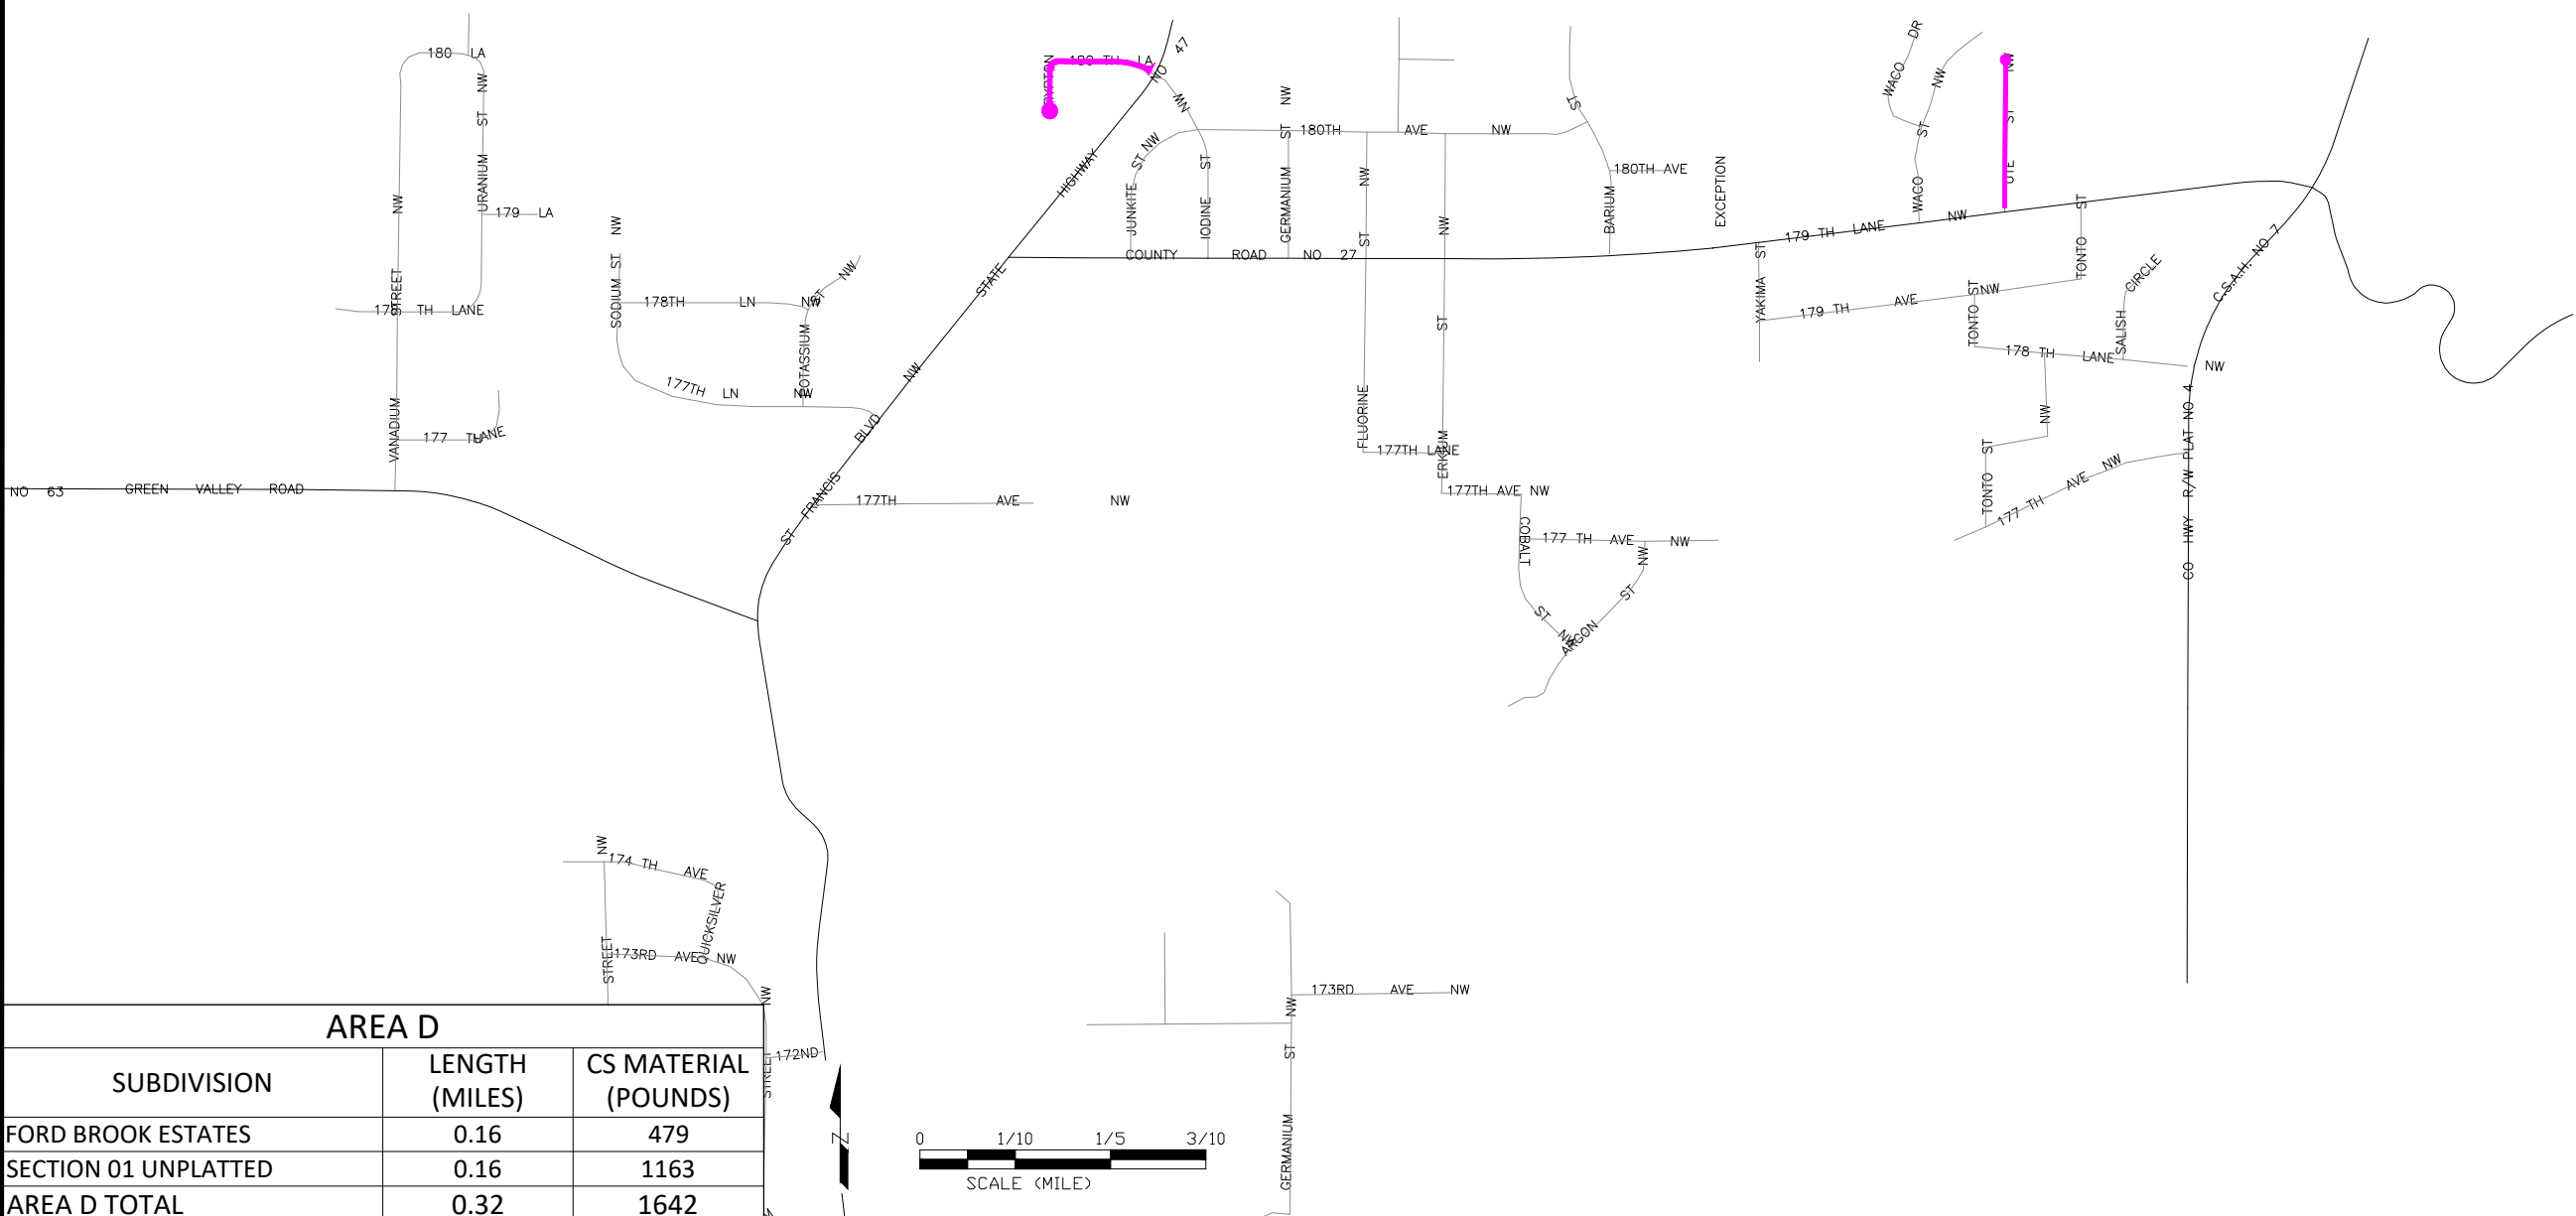 180 LA
URANIUM ST NW
179 LA
VANADIUM STREET NW
179 TH LANE
177 TH LANE
NO 63 GREEN VALLEY ROAD
SODIUM ST NW
178TH LN NW
POTASSIUM ST NW
177TH LN NW
180 TH LA
ST FRANCIS BLVD NW
STATE HIGHWAY NO 47
177TH AVE NW
NW
JUNKITE ST NW
IODINE ST
GERMANIUM ST NW
180TH AVE NW
COUNTY ROAD NO 27
FLUORINE ST NW
ERKIUM ST NW
177TH LANE
177TH AVE NW
COBALT ST NW
177 TH AVE NW
ARGON ST NW
BARIUM ST
180TH AVE
EXCEPTION
WACO DR
WACO ST NW
UTE ST NW
179 TH LANE NW
YAKIMA ST
179 TH AVE NW
TONTO ST
TONTO ST
178 TH LANE NW
SALISH CIRCLE
TONTO ST NW
177 TH AVE NW
C.S.A.H. NO 7
CO HWY R/W PLAT NO 4
STREET NW
174 TH AVE
QUICKSILVER
173RD AVE NW
STREET NW
172ND
GERMANIUM ST NW
173RD AVE NW
AREA D
SUBDIVISION LENGTH (MILES) CS MATERIAL (POUNDS)
FORD BROOK ESTATES 0.16 479
SECTION 01 UNPLATTED 0.16 1163
AREA D TOTAL 0.32 1642
Z
0 1/10 1/5 3/10
SCALE (MILE)